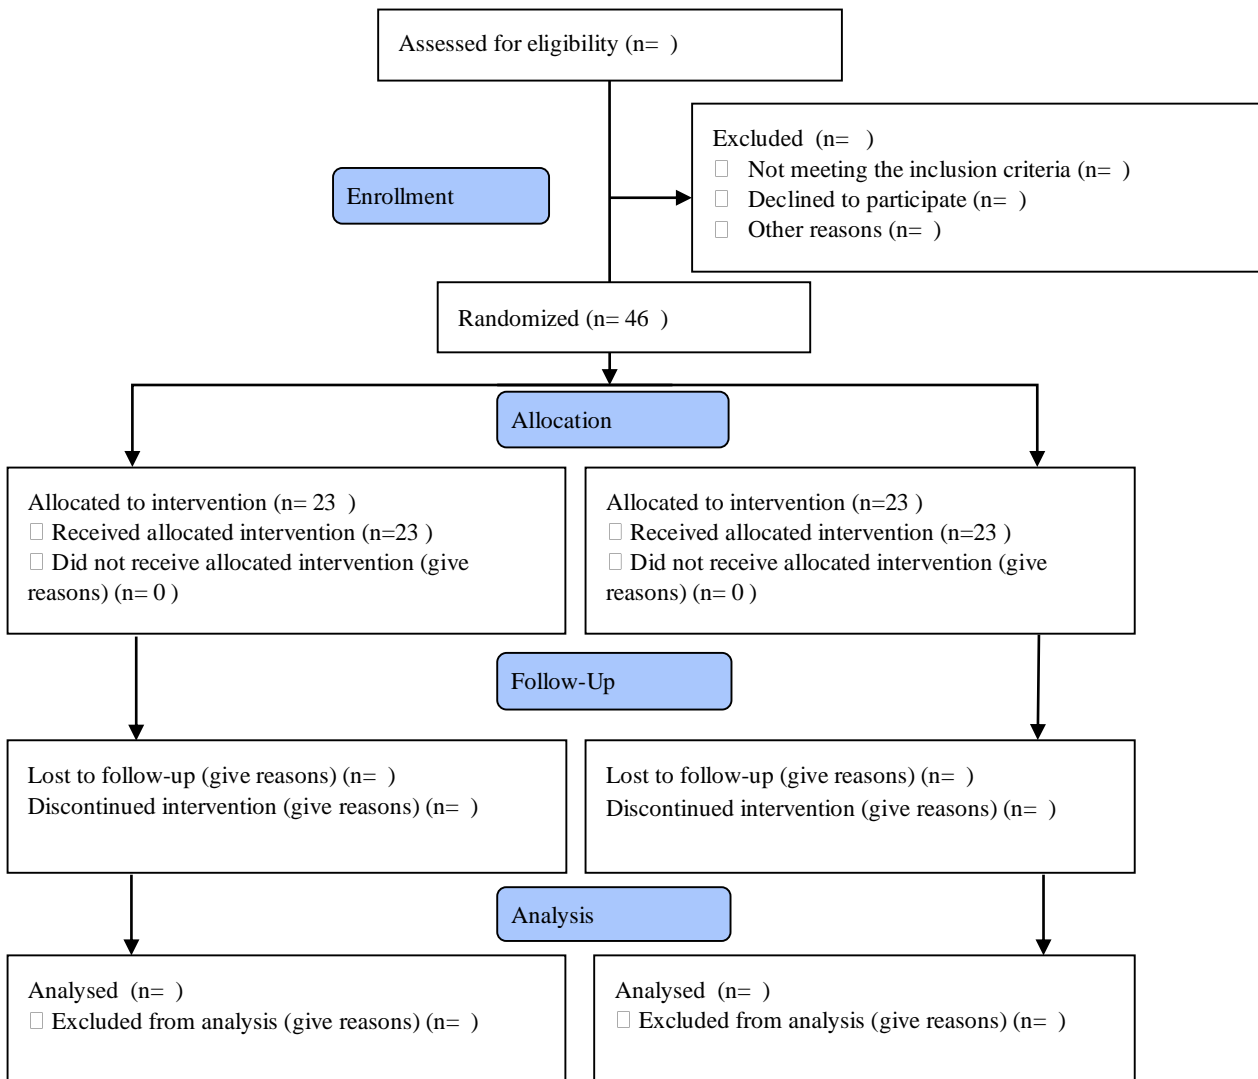 Assessed for eligibility (n=  )
Excluded  (n=   )
□ Not meeting the inclusion criteria (n=  )
□ Declined to participate (n=  )
□ Other reasons (n=  )
Enrollment
Randomized (n= 46  )
Allocation
Allocated to intervention (n= 23  )
□ Received allocated intervention (n=23 )
□ Did not receive allocated intervention (give
reasons) (n= 0 )
Allocated to intervention (n=23 )
□ Received allocated intervention (n=23 )
□ Did not receive allocated intervention (give
reasons) (n= 0 )
Follow-Up
Lost to follow-up (give reasons) (n=  )
Discontinued intervention (give reasons) (n=  )
Lost to follow-up (give reasons) (n=  )
Discontinued intervention (give reasons) (n=  )
Analysis
Analysed  (n=  )
□ Excluded from analysis (give reasons) (n=  )
Analysed  (n=  )
□ Excluded from analysis (give reasons) (n=  )